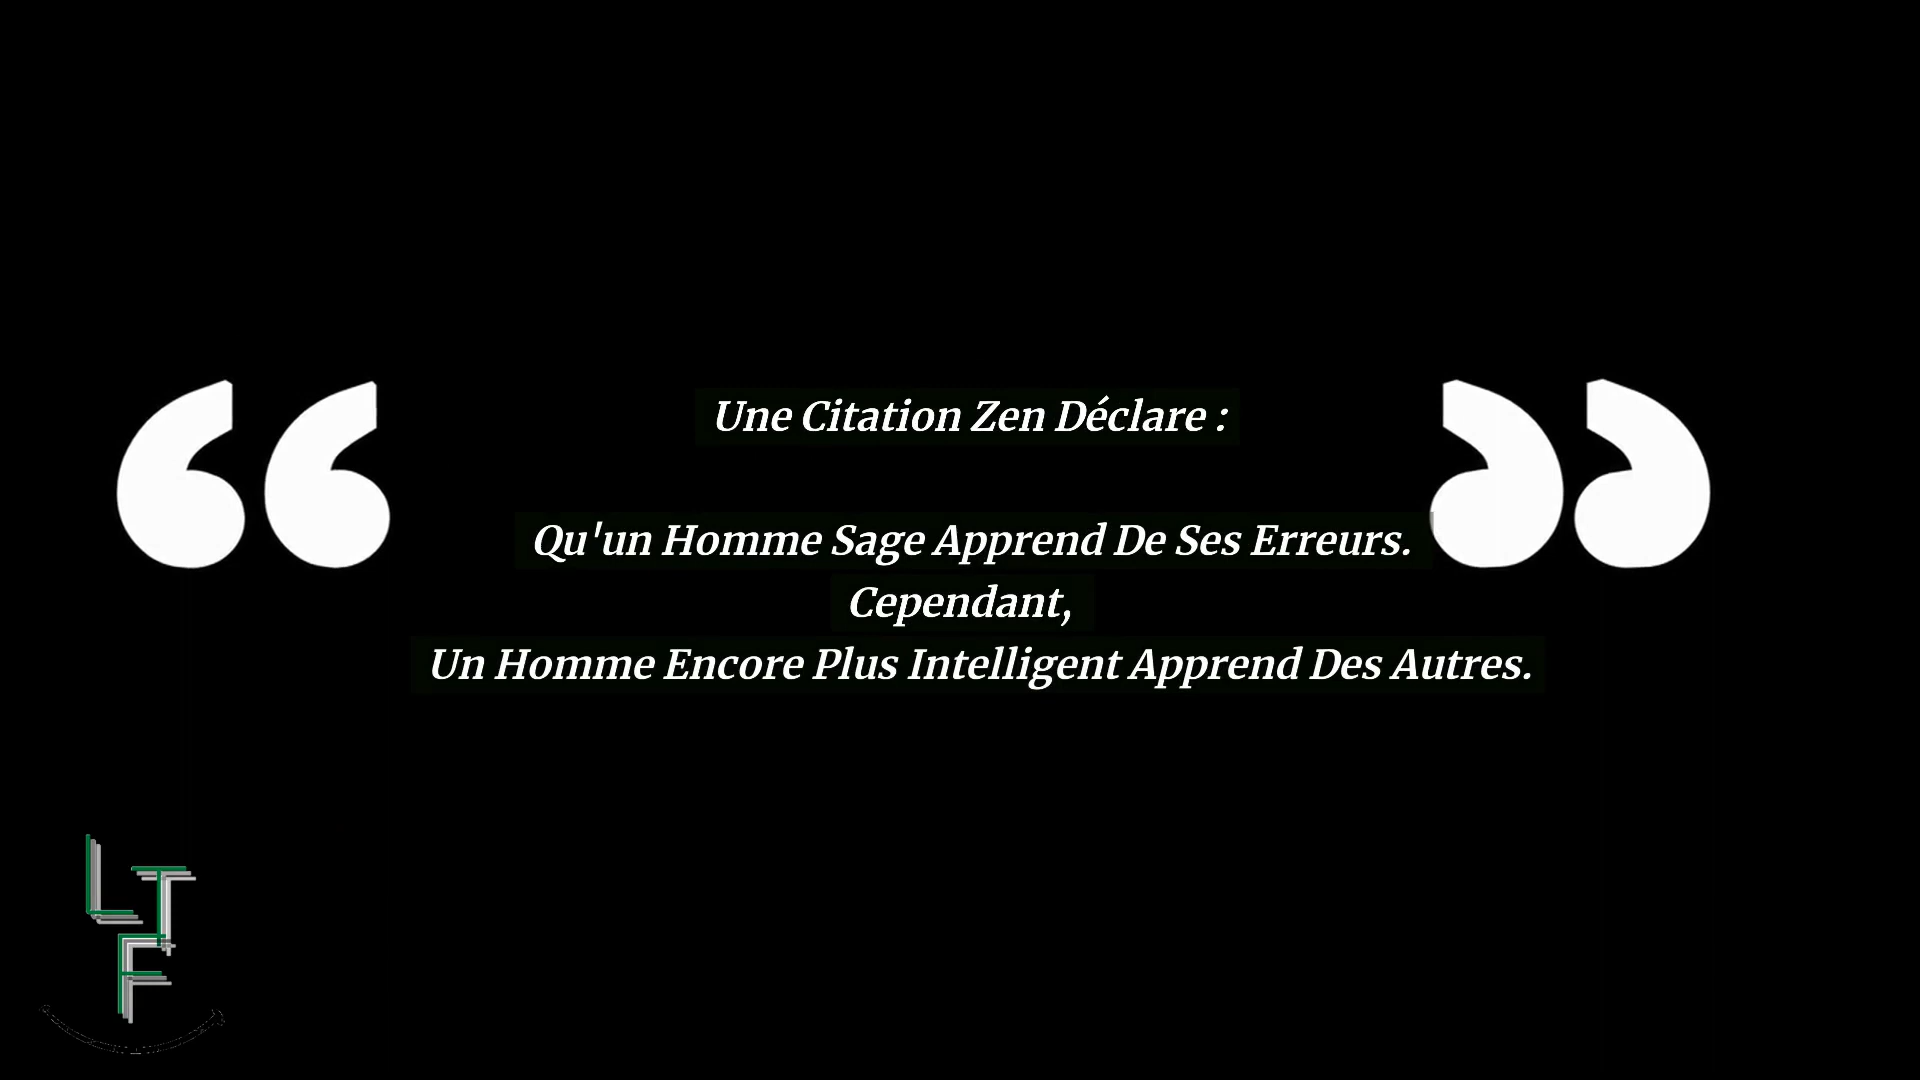 Une Citation Zen Déclare :
Qu'un Homme Sage Apprend De Ses Erreurs.
Cependant,
Un Homme Encore Plus Intelligent Apprend Des Autres.
LTF